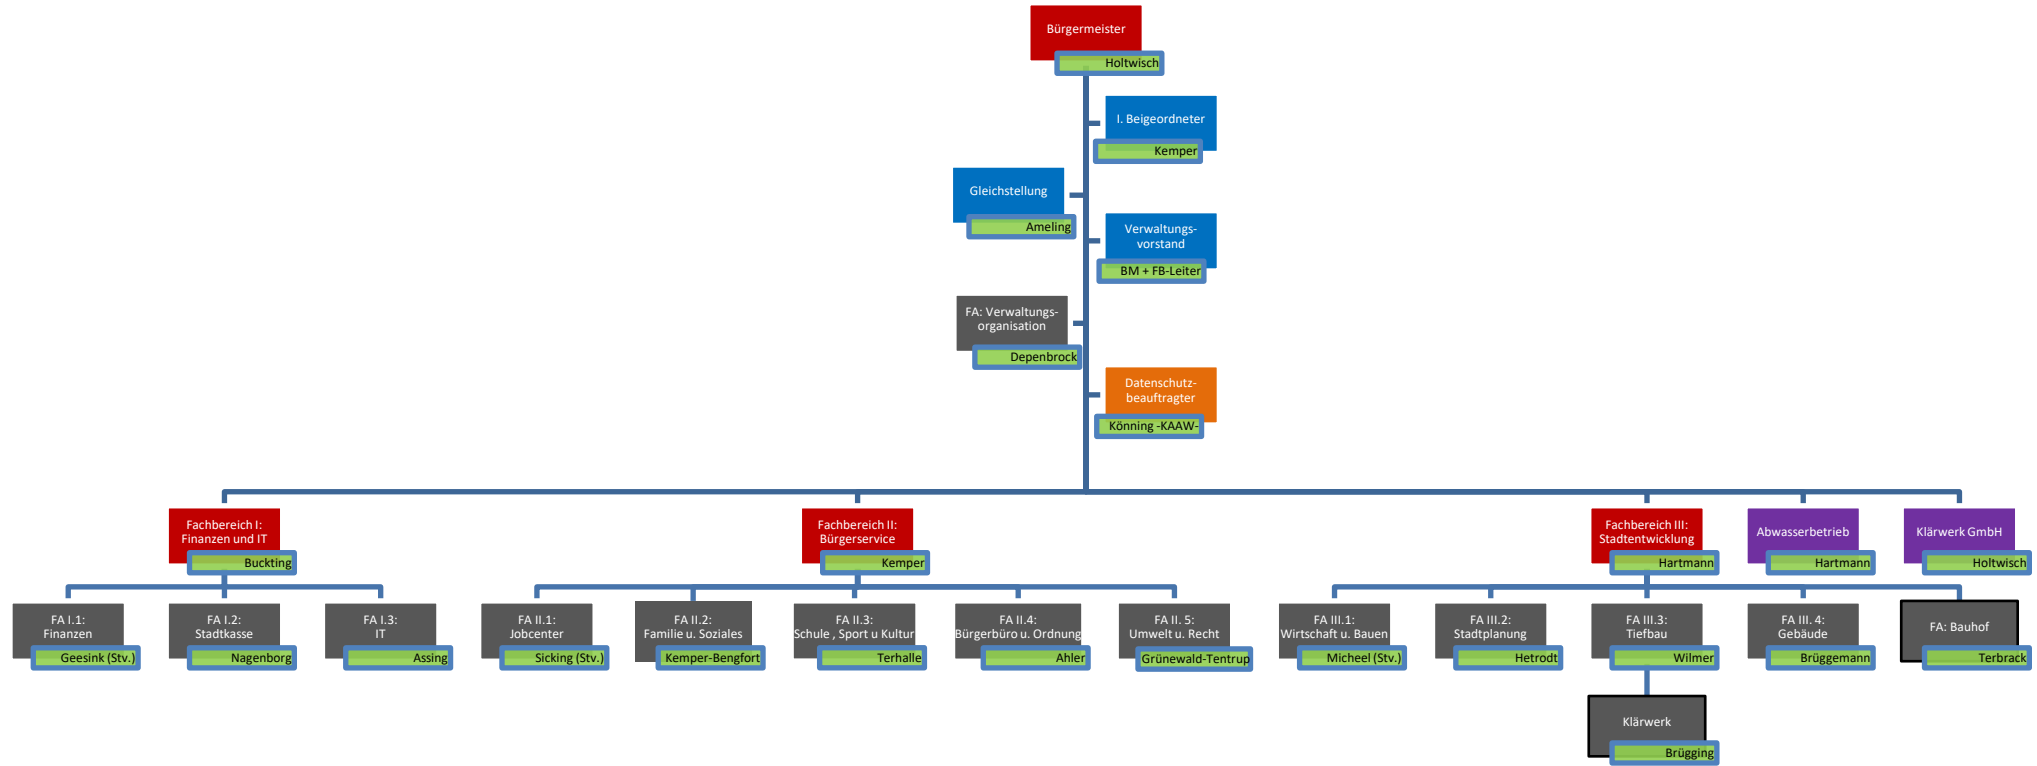 Bürgermeister
Holtwisch
I. Beigeordneter
Kemper
Gleichstellung
Ameling
Verwaltungs-
vorstand
BM + FB-Leiter
FA: Verwaltungs-
organisation
Depenbrock
Datenschutz-
beauftragter
Könning -KAAW-
Fachbereich I:
Finanzen und IT
Buckting
Fachbereich II:
Bürgerservice
Kemper
Fachbereich III:
Stadtentwicklung
Hartmann
Abwasserbetrieb
Hartmann
Klärwerk GmbH
Holtwisch
FA I.1:
Finanzen
Geesink (Stv.)
FA I.2:
Stadtkasse
Nagenborg
FA I.3:
IT
Assing
FA II.1:
Jobcenter
Sicking (Stv.)
FA II.2:
Familie u. Soziales
Kemper-Bengfort
FA II.3:
Schule , Sport u Kultur
Terhalle
FA II.4:
Bürgerbüro u. Ordnung
Ahler
FA II. 5:
Umwelt u. Recht
Grünewald-Tentrup
FA III.1:
Wirtschaft u. Bauen
Micheel (Stv.)
FA III.2:
Stadtplanung
Hetrodt
FA III.3:
Tiefbau
Wilmer
FA III. 4:
Gebäude
Brüggemann
FA: Bauhof
Terbrack
Klärwerk
Brügging